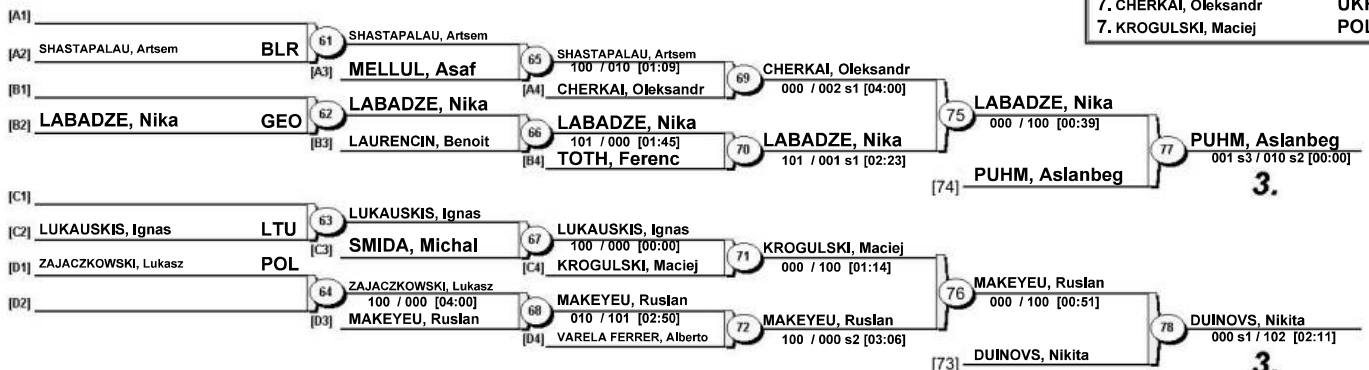 7. CHERKAI, Oleksandr UKR
7. KROGULSKI, Maciej POL
[A1]
[A2] SHASTAPALAU, Artsem BLR
61
SHASTAPALAU, Artsem
[A3] MELLUL, Asaf
65
SHASTAPALAU, Artsem
100 / 010 [01:09]
[A4] CHERKAI, Oleksandr
69
CHERKAI, Oleksandr
000 / 002 s1 [04:00]
[B1]
[B2] LABADZE, Nika GEO
62
LABADZE, Nika
[B3] LAURENCIN, Benoit
66
LABADZE, Nika
101 / 000 [01:45]
[B4] TOTH, Ferenc
70
LABADZE, Nika
101 / 001 s1 [02:23]
75
LABADZE, Nika
000 / 100 [00:39]
[74] PUHM, Aslanbeg
77
PUHM, Aslanbeg
001 s3 / 010 s2 [00:00]
3.
[C1]
[C2] LUKAUSKIS, Ignas LTU
63
LUKAUSKIS, Ignas
[C3] SMIDA, Michal
67
LUKAUSKIS, Ignas
100 / 000 [00:00]
[C4] KROGULSKI, Maciej
71
KROGULSKI, Maciej
000 / 100 [01:14]
[D1] ZAJACZKOWSKI, Lukasz POL
[D2]
64
ZAJACZKOWSKI, Lukasz
100 / 000 [04:00]
[D3] MAKEYEU, Ruslan
68
MAKEYEU, Ruslan
010 / 101 [02:50]
[D4] VARELA FERRER, Alberto
72
MAKEYEU, Ruslan
100 / 000 s2 [03:06]
76
MAKEYEU, Ruslan
000 / 100 [00:51]
[73] DUINOVS, Nikita
78
DUINOVS, Nikita
000 s1 / 102 [02:11]
3.